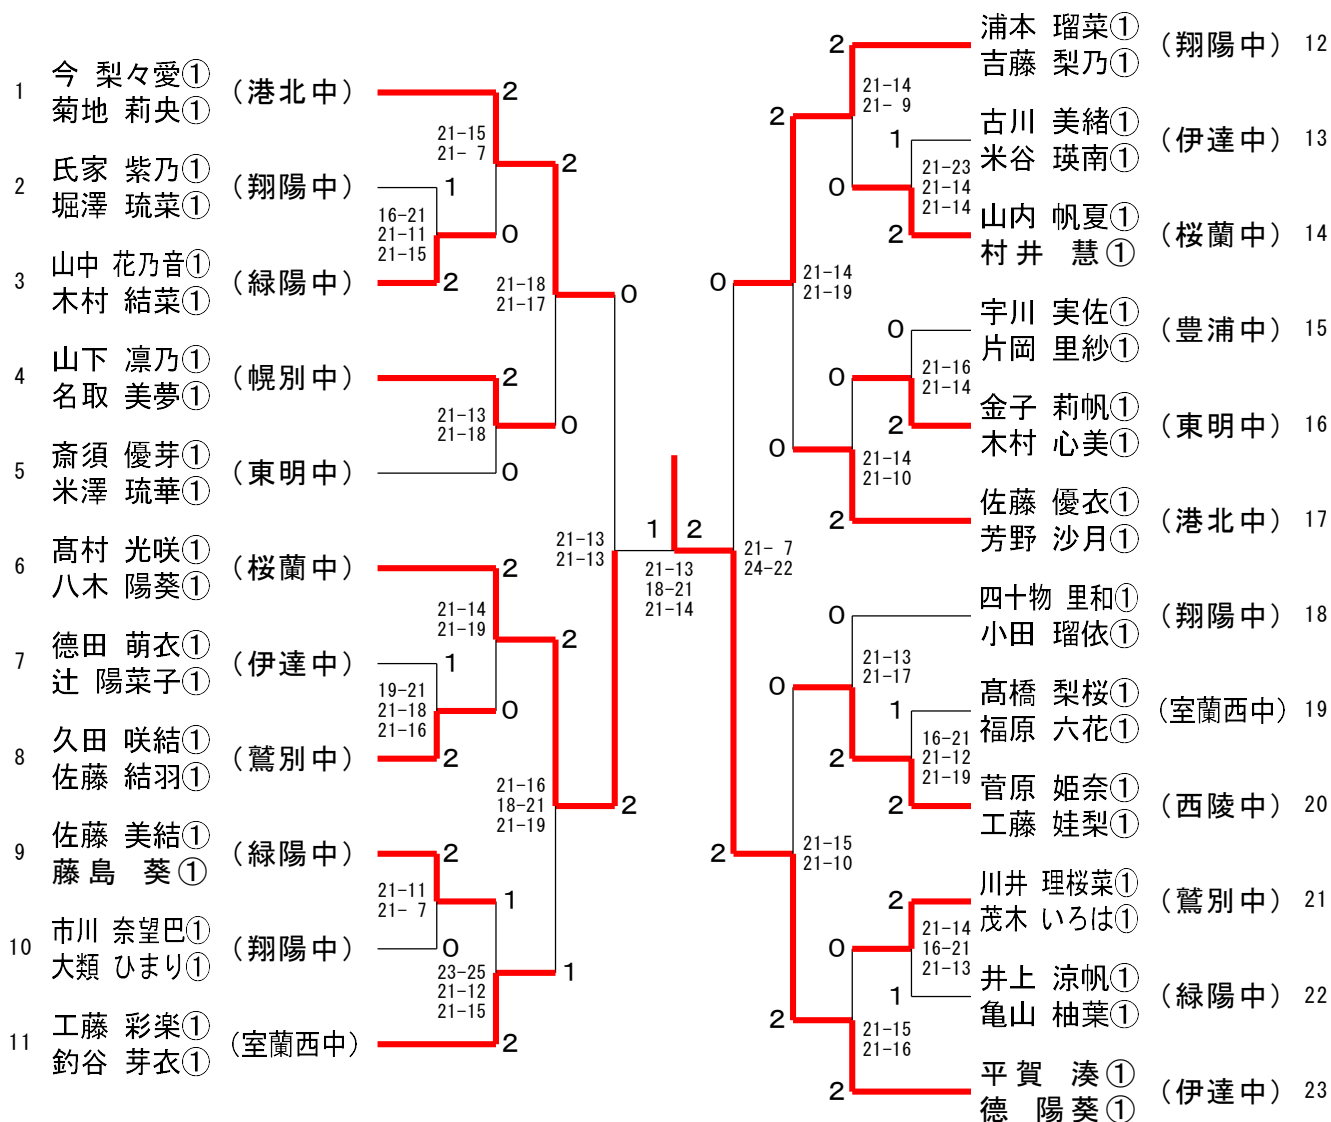 1 今 梨々愛① (港北中)
菊地 莉央①
2 氏家 紫乃① (翔陽中)
堀澤 琉菜①
3 山中 花乃音① (緑陽中)
木村 結菜①
4 山下 凛乃① (幌別中)
名取 美夢①
5 斎須 優芽① (東明中)
米澤 琉華①
6 髙村 光咲① (桜蘭中)
八木 陽葵①
7 德田 萌衣① (伊達中)
辻 陽菜子①
8 久田 咲結① (鷲別中)
佐藤 結羽①
9 佐藤 美結① (緑陽中)
藤島 葵①
10 市川 奈望巴① (翔陽中)
大類 ひまり①
11 工藤 彩楽① (室蘭西中)
釣谷 芽衣①
2
21-15
21- 7
2
1
16-21
21-11
21-15
0
2
21-18
21-17
0
2
21-13
21-18
0
0
21-13
21-13
2
21-14
21-19
2
1
19-21
21-18
21-16
0
2
21-16
18-21
21-19
2
2
21-11
21- 7
1
0
23-25
21-12
21-15
1
2
1 2
21-13
18-21
21-14
浦本 瑠菜① (翔陽中) 12
吉藤 梨乃①
古川 美緒① (伊達中) 13
米谷 瑛南①
山内 帆夏① (桜蘭中) 14
村井 慧①
宇川 実佐① (豊浦中) 15
片岡 里紗①
金子 莉帆① (東明中) 16
木村 心美①
佐藤 優衣① (港北中) 17
芳野 沙月①
四十物 里和① (翔陽中) 18
小田 瑠依①
髙橋 梨桜① (室蘭西中) 19
福原 六花①
菅原 姫奈① (西陵中) 20
工藤 娃梨①
川井 理桜菜① (鷲別中) 21
茂木 いろは①
井上 涼帆① (緑陽中) 22
亀山 柚葉①
平賀 湊① (伊達中) 23
德 陽葵①
2
21-14
21- 9
2
1
21-23
21-14
21-14
0
2
0
21-14
21-19
0
21-16
21-14
0
2
0
21-14
21-10
2
21- 7
24-22
0
21-13
21-17
0
1
16-21
21-12
21-19
2
2
21-15
21-10
2
2
21-14
16-21
21-13
0
1
2
21-15
21-16
2